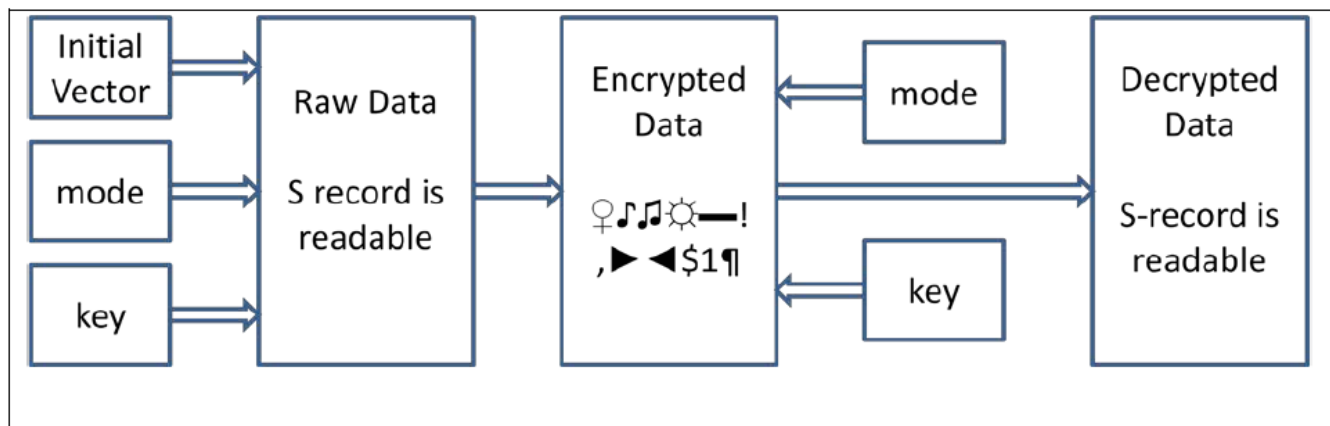 Initial
Vector
mode
key
Raw Data
S record is
readable
Encrypted
Data
♀♪♫☼▬!
,►◄$1¶
mode
key
Decrypted
Data
S-record is
readable